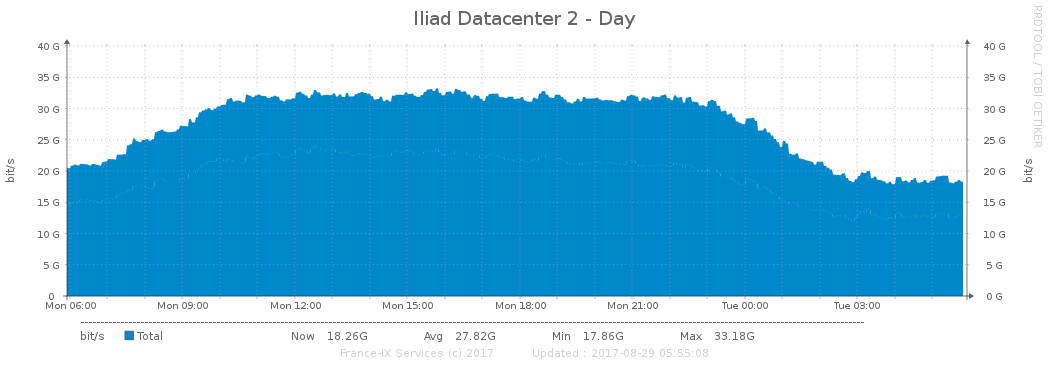 Iliad Datacenter 2 - Day
RRDTOOL / TOBI OETIKER
40 G 40 G
35 G 35 G
30 G 30 G
25 G 25 G
20 G 20 G
15 G 15 G
10 G 10 G
5 G 5 G
0 0 G
bit/s bit/s
Mon 06:00 Mon 09:00 Mon 12:00 Mon 15:00 Mon 18:00 Mon 21:00 Tue 00:00 Tue 03:00
bit/s Total Now 18.26G Avg 27.82G Min 17.86G Max 33.18G
France-IX Services (c) 2017 Updated : 2017-08-29 05:55:08